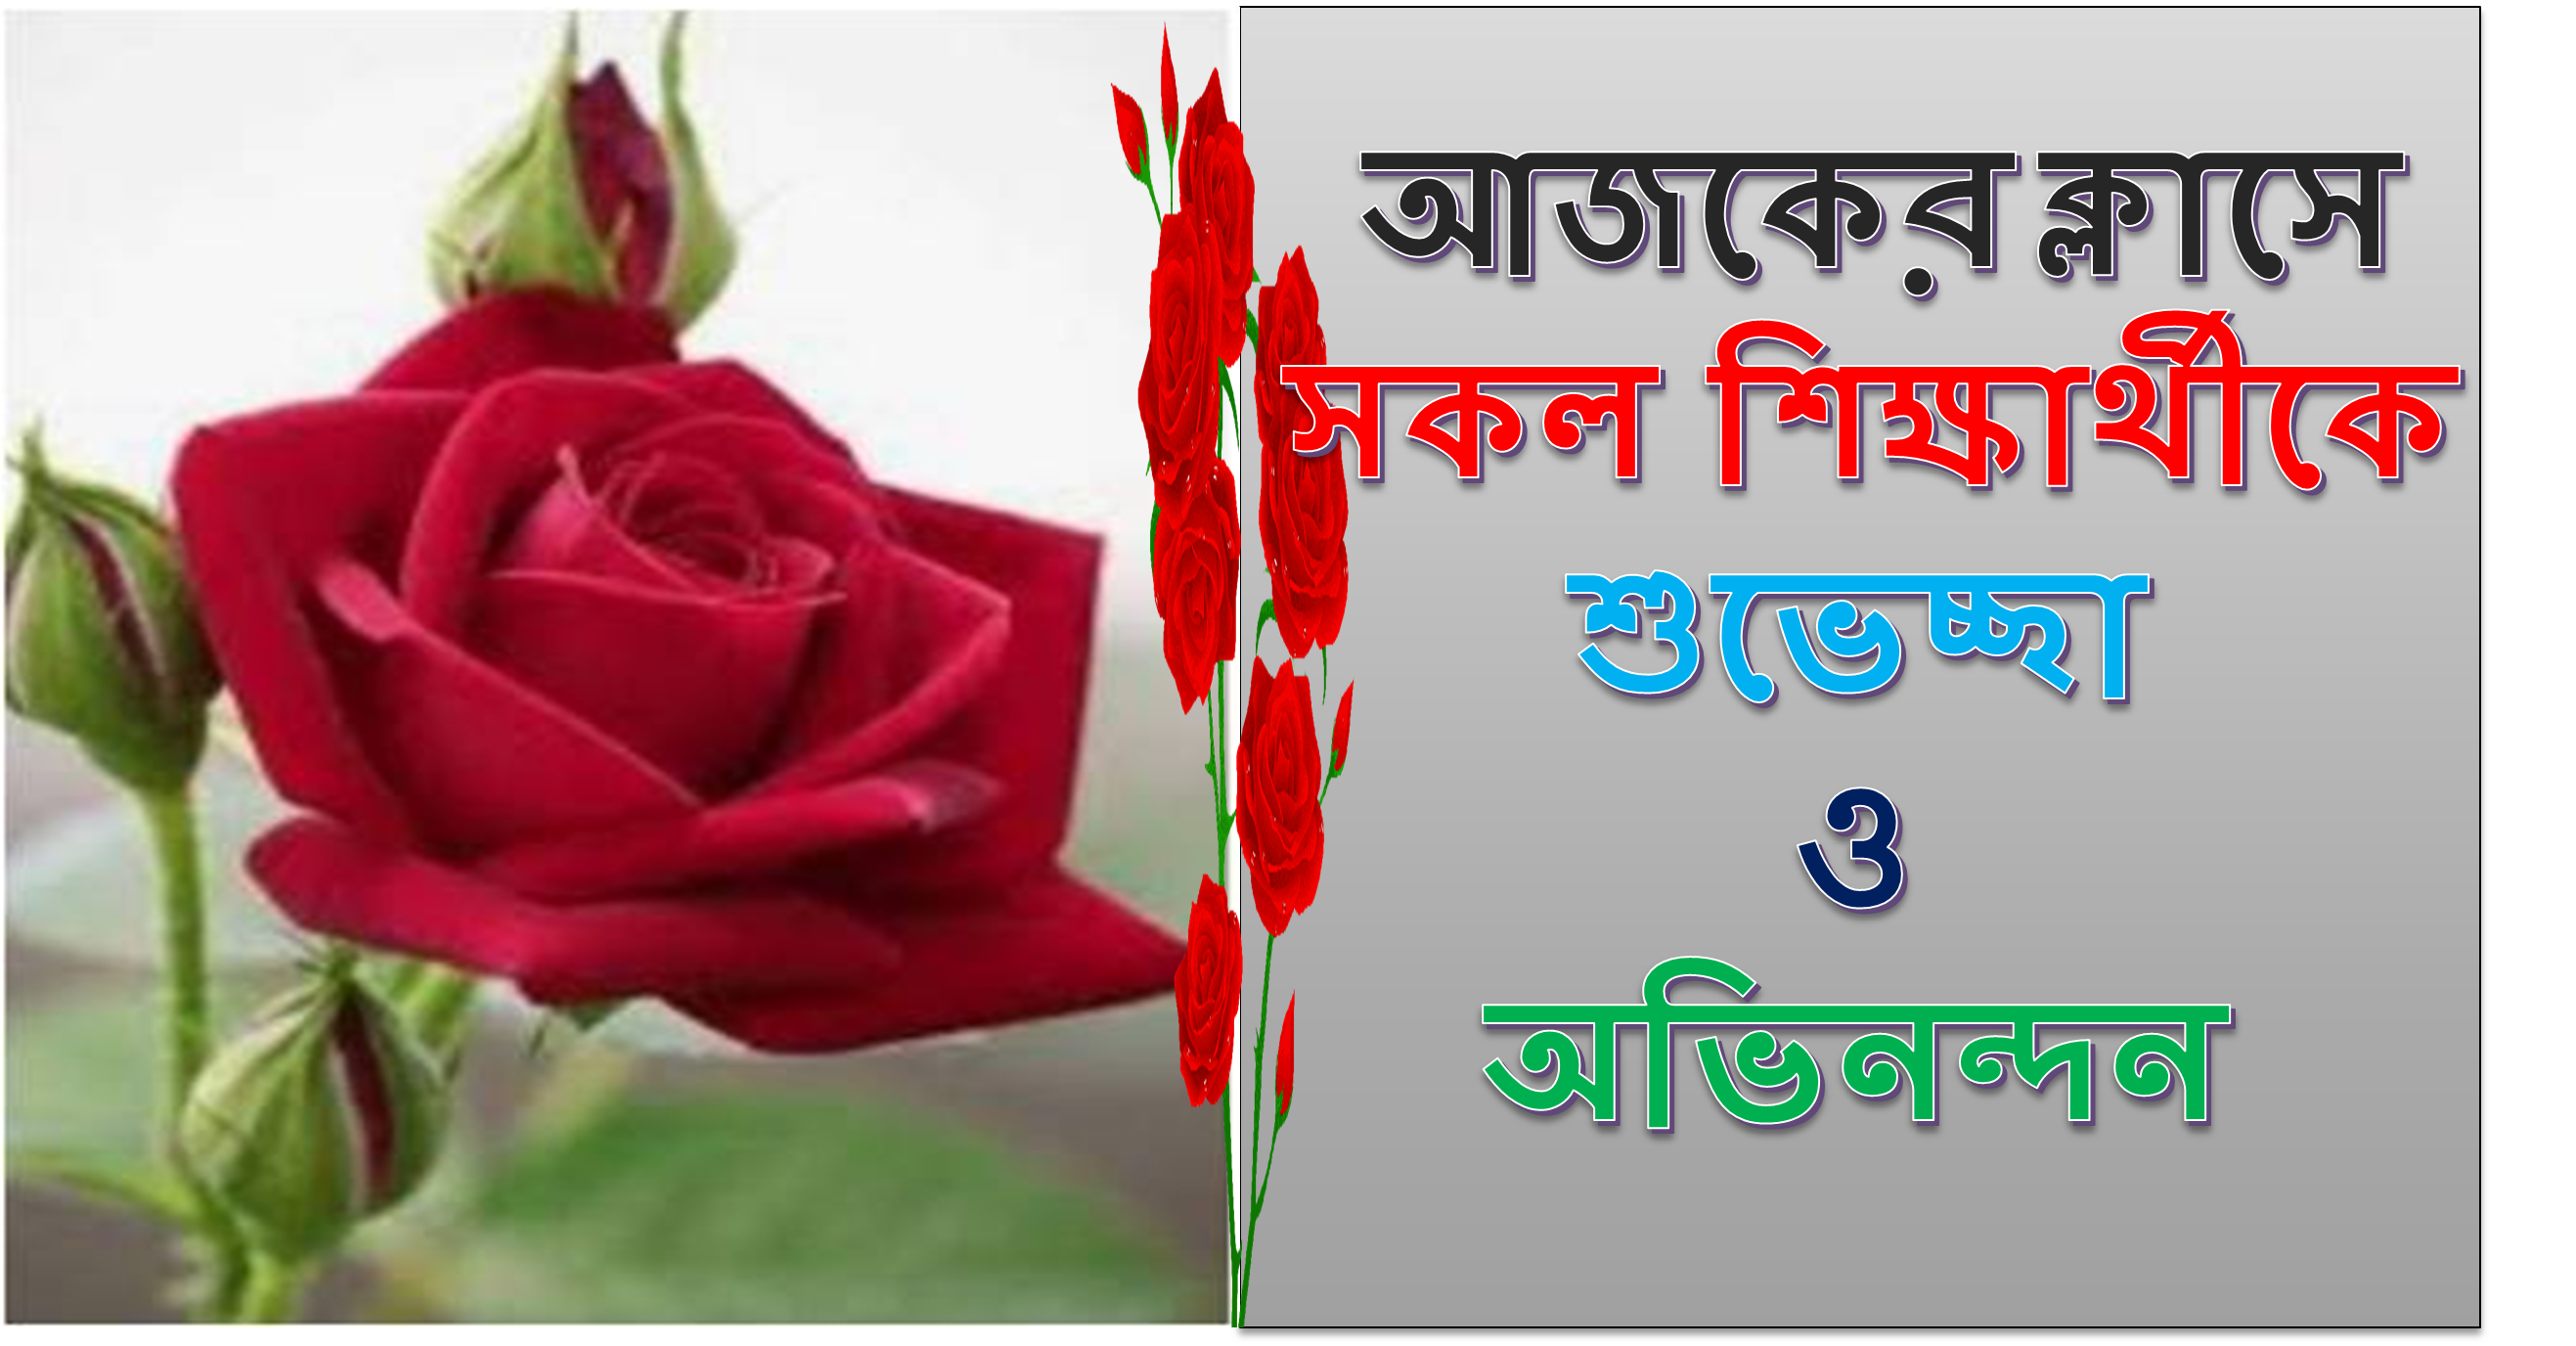 আজকের ক্লাসে
সকল শিক্ষার্থীকে
শুভেচ্ছা
ও
অভিনন্দন